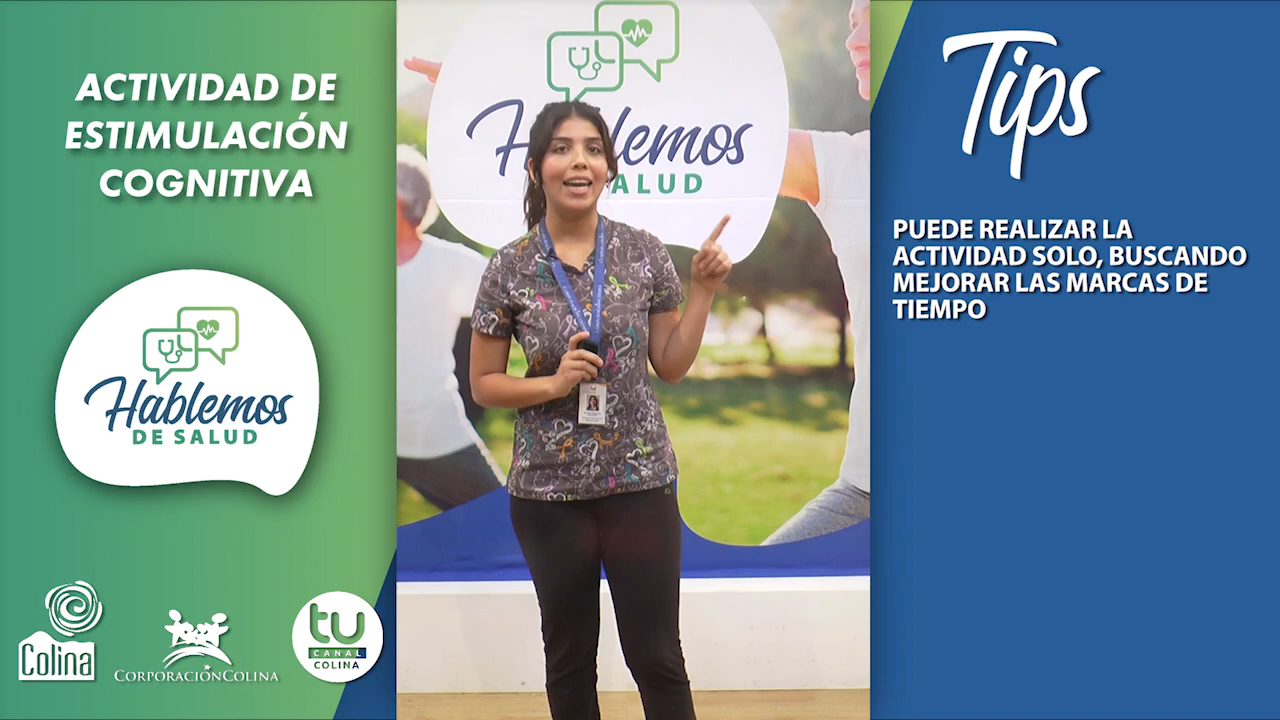 ACTIVIDAD DE
ESTIMULACIÓN
COGNITIVA
Hablemos
DE SALUD
Colina
CORPORACIÓNCOLINA
tu
CANAL
COLINA
Hablemos
SALUD
Tips
PUEDE REALIZAR LA
ACTIVIDAD SOLO, BUSCANDO
MEJORAR LAS MARCAS DE
TIEMPO